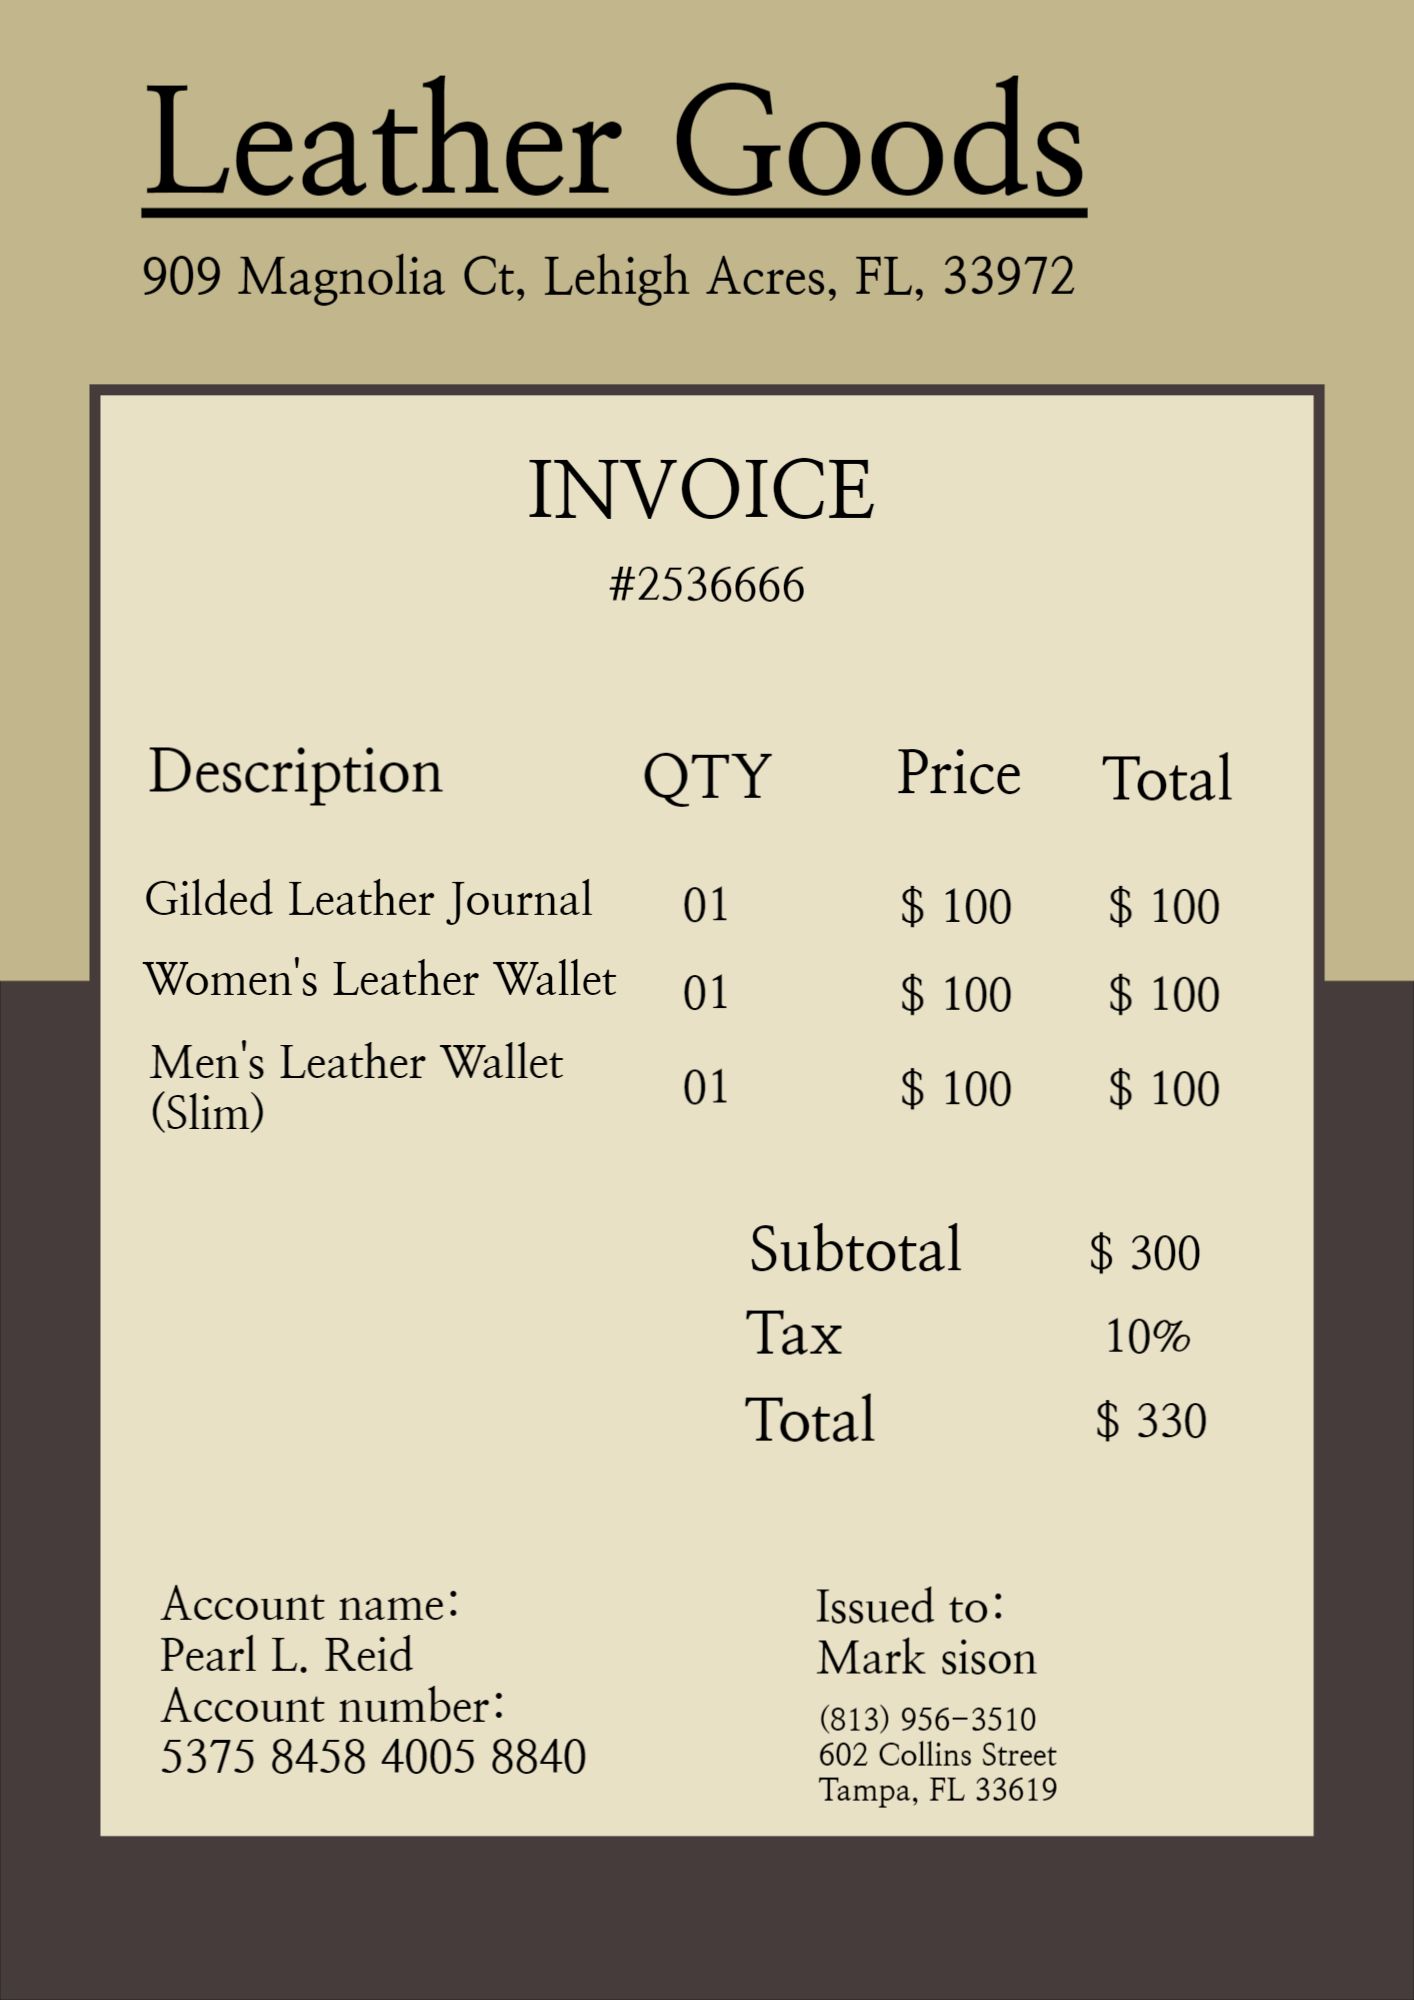 Leather Goods
909 Magnolia Ct, Lehigh Acres, FL, 33972
INVOICE
#2536666
Description QTY Price Total
Gilded Leather Journal 01 $ 100 $ 100
Women's Leather Wallet 01 $ 100 $ 100
Men's Leather Wallet
(Slim) 01 $ 100 $ 100
Subtotal $ 300
Tax 10%
Total $ 330
Account name:
Pearl L. Reid
Account number:
5375 8458 4005 8840
Issued to:
Mark sison
(813) 956-3510
602 Collins Street
Tampa, FL 33619